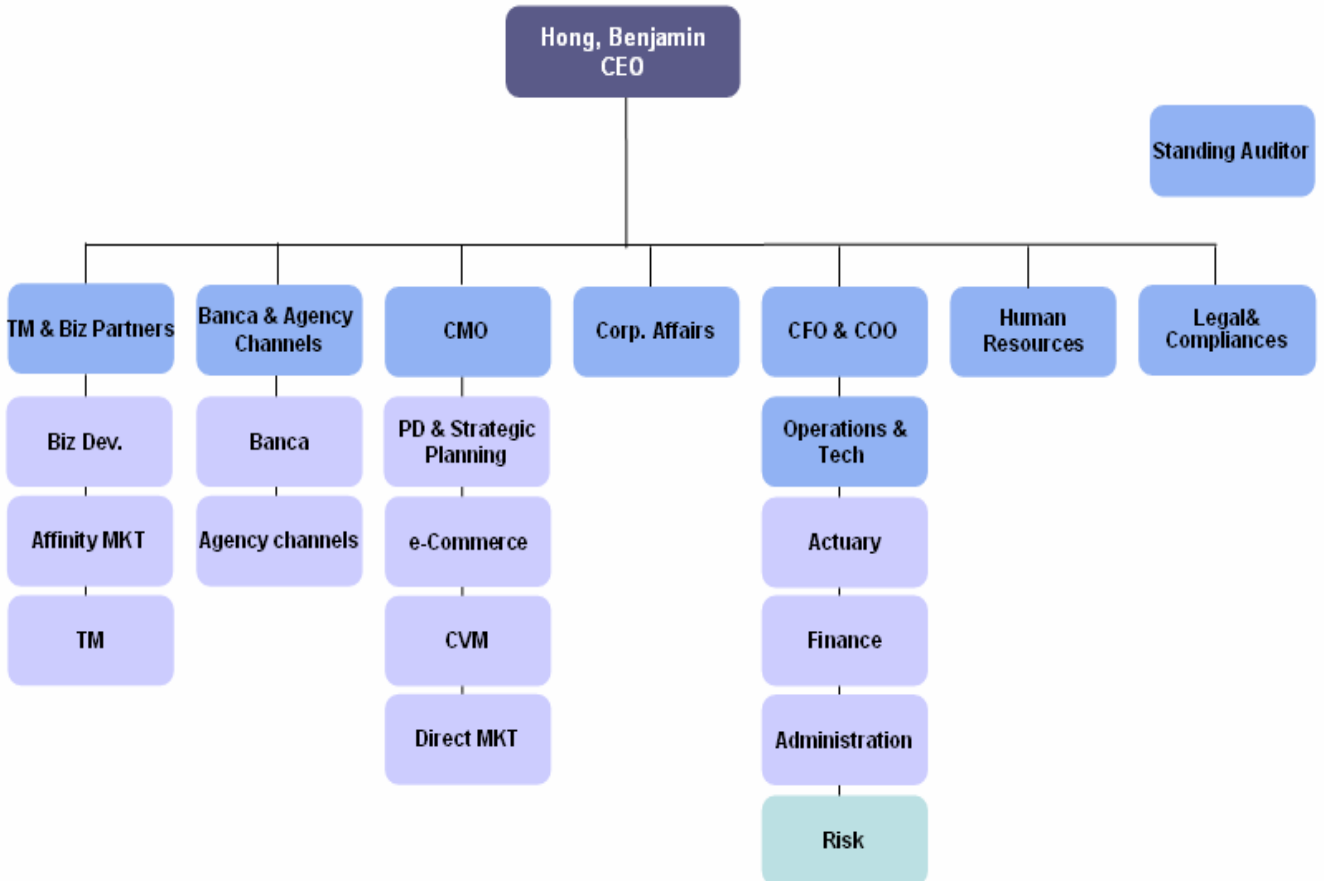 Hong, Benjamin
CEO
Standing Auditor
TM & Biz Partners
Banca & Agency
Channels
CMO
Corp. Affairs
CFO & COO
Human
Resources
Legal&
Compliances
Biz Dev.
Banca
PD & Strategic
Planning
Operations &
Tech
Affinity MKT
Agency channels
e-Commerce
Actuary
TM
CVM
Finance
Direct MKT
Administration
Risk